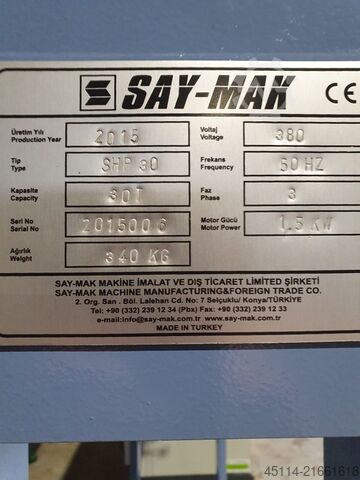 SAY-MAK CE
Üretim Yılı 2015 Voltaj 380
Production Year Voltage
Tip SHP 30 Frekans 50 HZ
Type Frequency
Kapasite 30T Faz 3
Capacity Phase
Seri No 2015006 Motor Gücü 1.5 KW
Serial No Motor Power
Ağırlık 340 KG
Weight
SAY-MAK MAKİNE İMALAT VE DIŞ TİCARET LIMITED ŞİRKETİ
SAY-MAK MACHINE MANUFACTURING&FOREIGN TRADE CO.
2. Org. San . Böl. Lalehan Cd. No: 7 Selçuklu/ Konya/TÜRKİYE
Tel: +90 (332) 239 12 34 (Pbx) Fax: +90 (332) 239 12 33
e-mail:info@say-mak.com.tr www.say-mak.com.tr
MADE IN TURKEY
45114-21661618